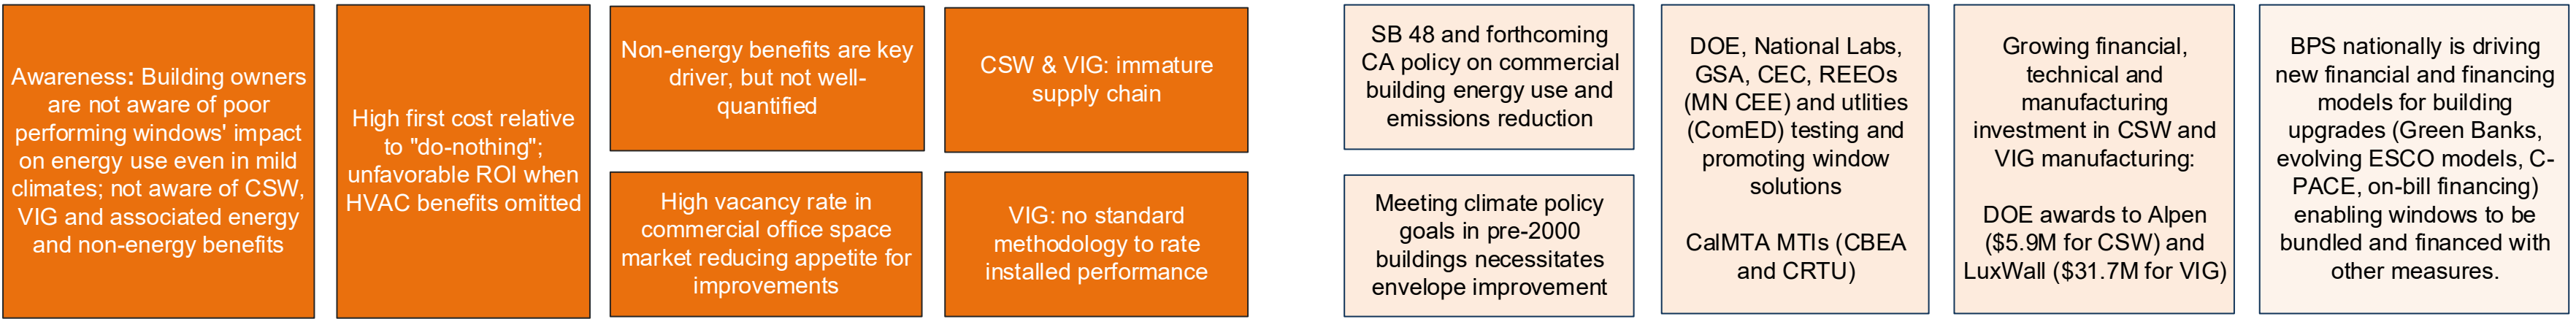 Awareness: Building owners
are not aware of poor
performing windows' impact
on energy use even in mild
climates; not aware of CSW,
VIG and associated energy
and non-energy benefits
High first cost relative
to "do-nothing";
unfavorable ROI when
HVAC benefits omitted
Non-energy benefits are key
driver, but not well-
quantified
High vacancy rate in
commercial office space
market reducing appetite for
improvements
CSW & VIG: immature
supply chain
VIG: no standard
methodology to rate
installed performance
SB 48 and forthcoming
CA policy on commercial
building energy use and
emissions reduction
Meeting climate policy
goals in pre-2000
buildings necessitates
envelope improvement
DOE, National Labs,
GSA, CEC, REEOs
(MN CEE) and utlities
(ComED) testing and
promoting window
solutions
CalMTA MTIs (CBEA
and CRTU)
Growing financial,
technical and
manufacturing
investment in CSW and
VIG manufacturing:
DOE awards to Alpen
($5.9M for CSW) and
LuxWall ($31.7M for VIG)
BPS nationally is driving
new financial and financing
models for building
upgrades (Green Banks,
evolving ESCO models, C-
PACE, on-bill financing)
enabling windows to be
bundled and financed with
other measures.